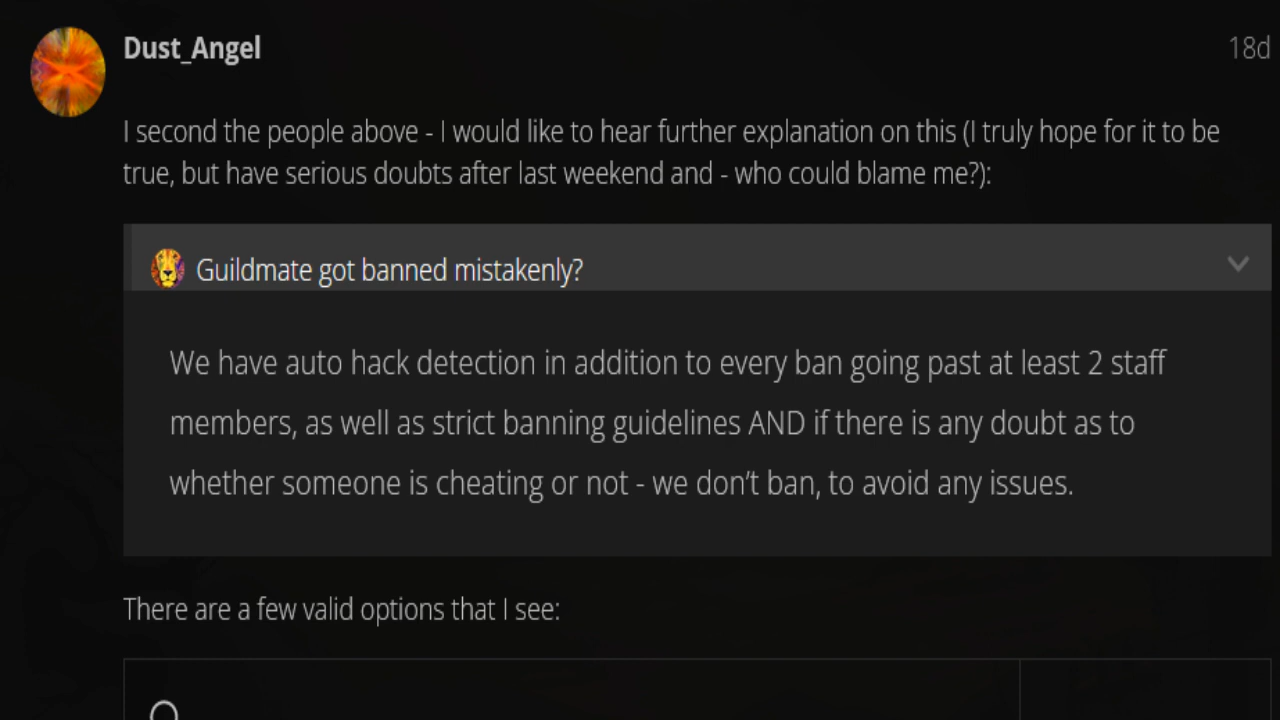 Dust_Angel
18d
I second the people above - I would like to hear further explanation on this (I truly hope for it to be
true, but have serious doubts after last weekend and - who could blame me?):
Guildmate got banned mistakenly?
We have auto hack detection in addition to every ban going past at least 2 staff
members, as well as strict banning guidelines AND if there is any doubt as to
whether someone is cheating or not - we don’t ban, to avoid any issues.
There are a few valid options that I see: